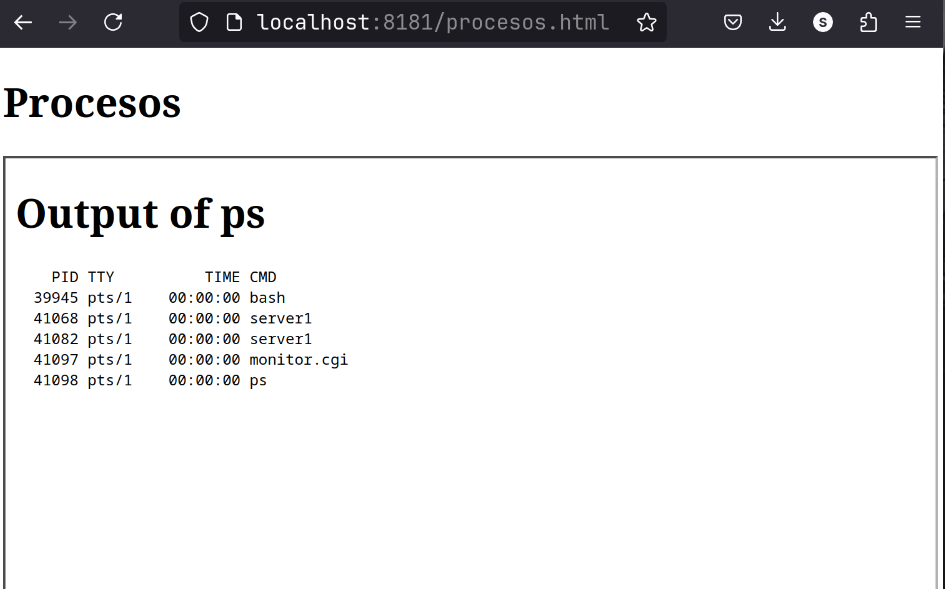 localhost:8181/procesos.html
S
Procesos
Output of ps
    PID TTY          TIME CMD
  39945 pts/1    00:00:00 bash
  41068 pts/1    00:00:00 server1
  41082 pts/1    00:00:00 server1
  41097 pts/1    00:00:00 monitor.cgi
  41098 pts/1    00:00:00 ps